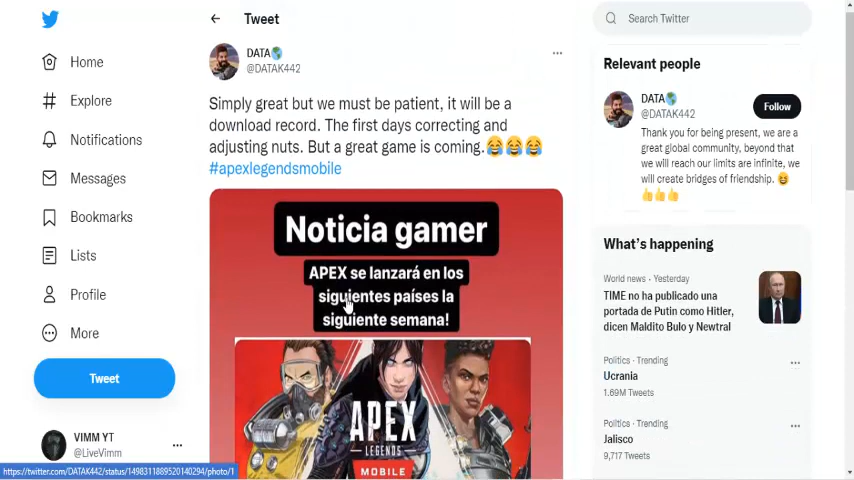 Tweet
Search Twitter
Home
Explore
Notifications
Messages
Bookmarks
Lists
Profile
More
Tweet
VIMM YT
@LiveVimm
https://twitter.com/DATAK442/status/1498311889520140294/photo/1
DATA
@DATAK442
Simply great but we must be patient, it will be a
download record. The first days correcting and
adjusting nuts. But a great game is coming.
#apexlegendsmobile
Noticia gamer
APEX se lanzará en los
siguientes países la
siguiente semana!
APEX
LEGENDS
MOBILE
Relevant people
DATA
@DATAK442
Follow
Thank you for being present, we are a
great global community, beyond that
we will reach our limits are infinite, we
will create bridges of friendship.
What's happening
World news · Yesterday
TIME no ha publicado una
portada de Putin como Hitler,
dicen Maldito Bulo y Newtral
Politics · Trending
Ucrania
1.69M Tweets
Politics · Trending
Jalisco
9,717 Tweets